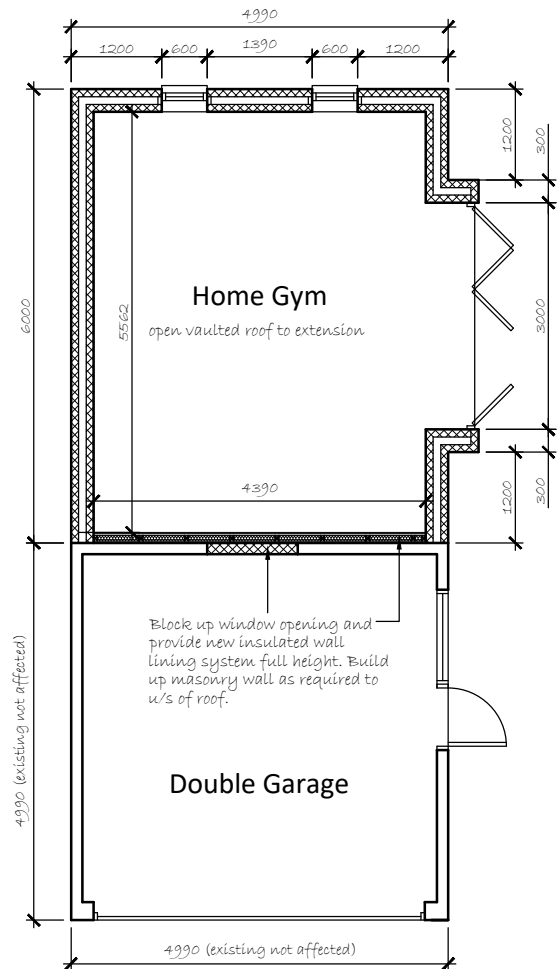 4990
1200
600
1390
600
1200
1200
300
6000
5562
Home Gym
open vaulted roof to extension
3000
4390
1200
300
Block up window opening and
provide new insulated wall
lining system full height. Build
up masonry wall as required to
u/s of roof.
4990 (existing not affected)
Double Garage
4990 (existing not affected)